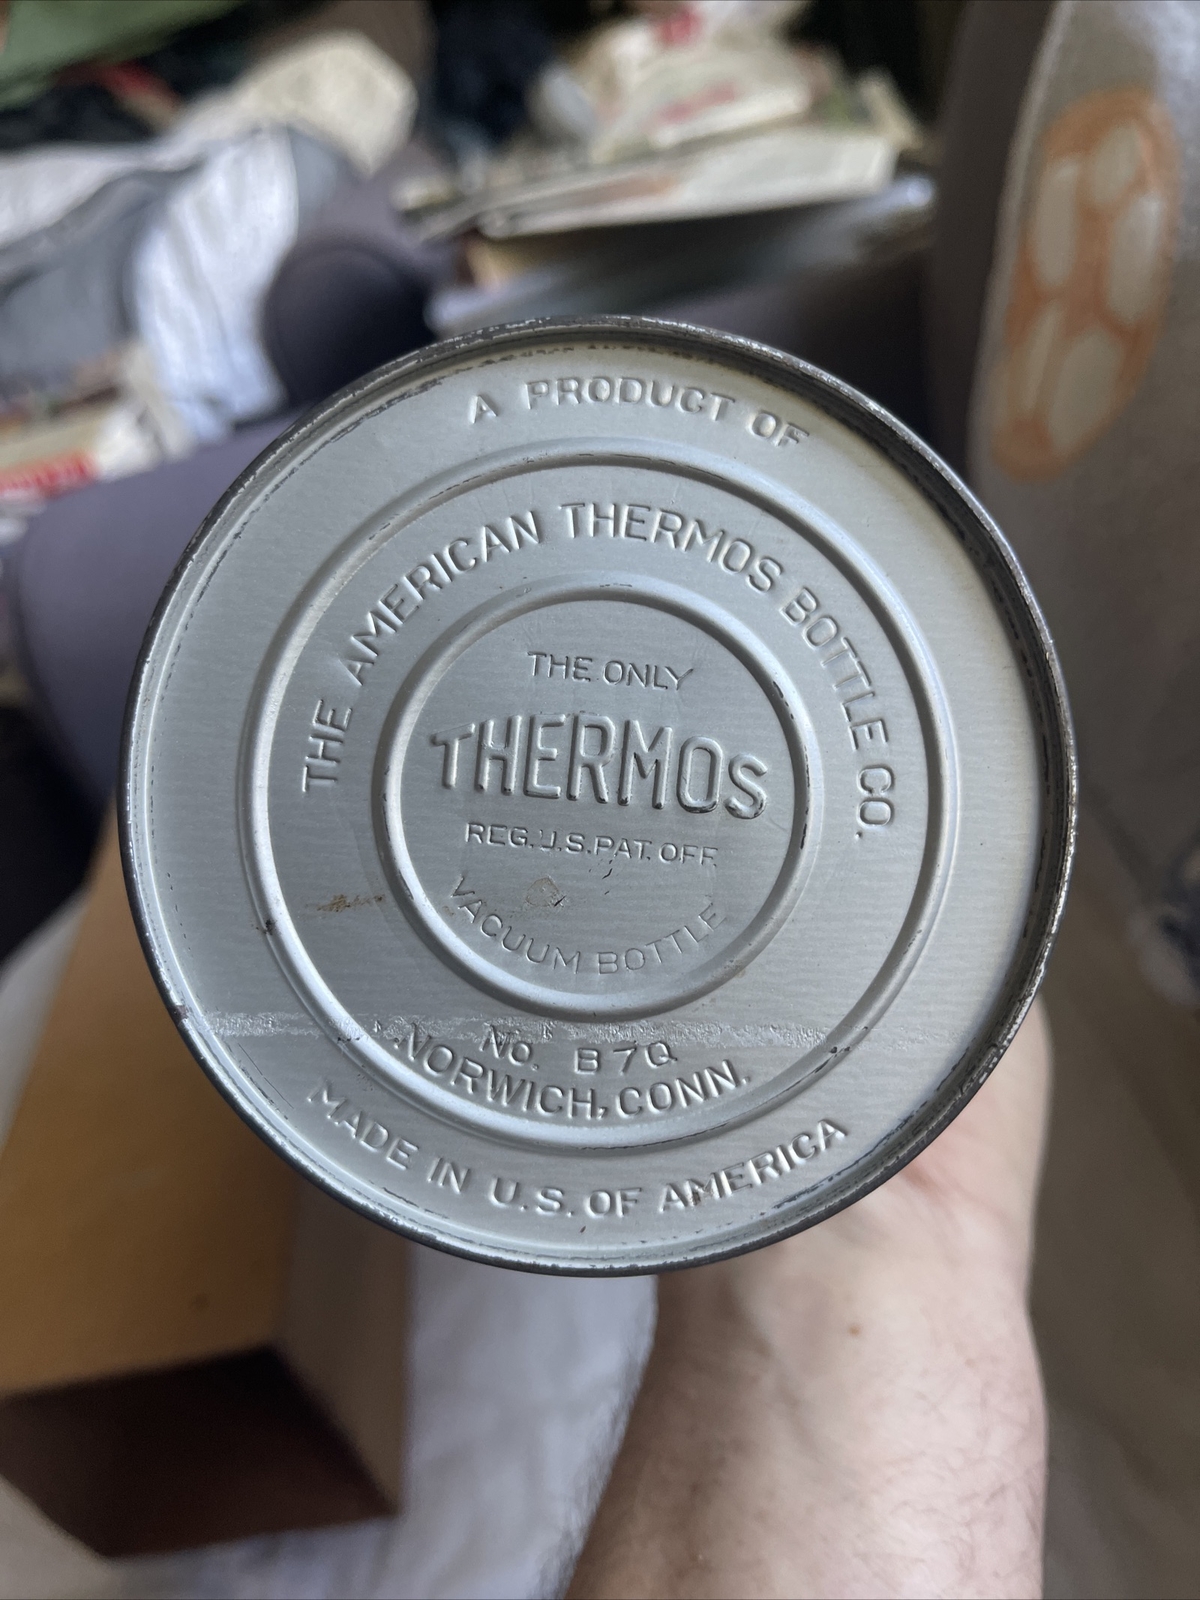 A PRODUCT OF
THE AMERICAN THERMOS BOTTLE CO.
THE ONLY
THERMOS
REG. U.S. PAT. OFF.
VACUUM BOTTLE
No. B7Q
NORWICH, CONN.
MADE IN U.S. OF AMERICA